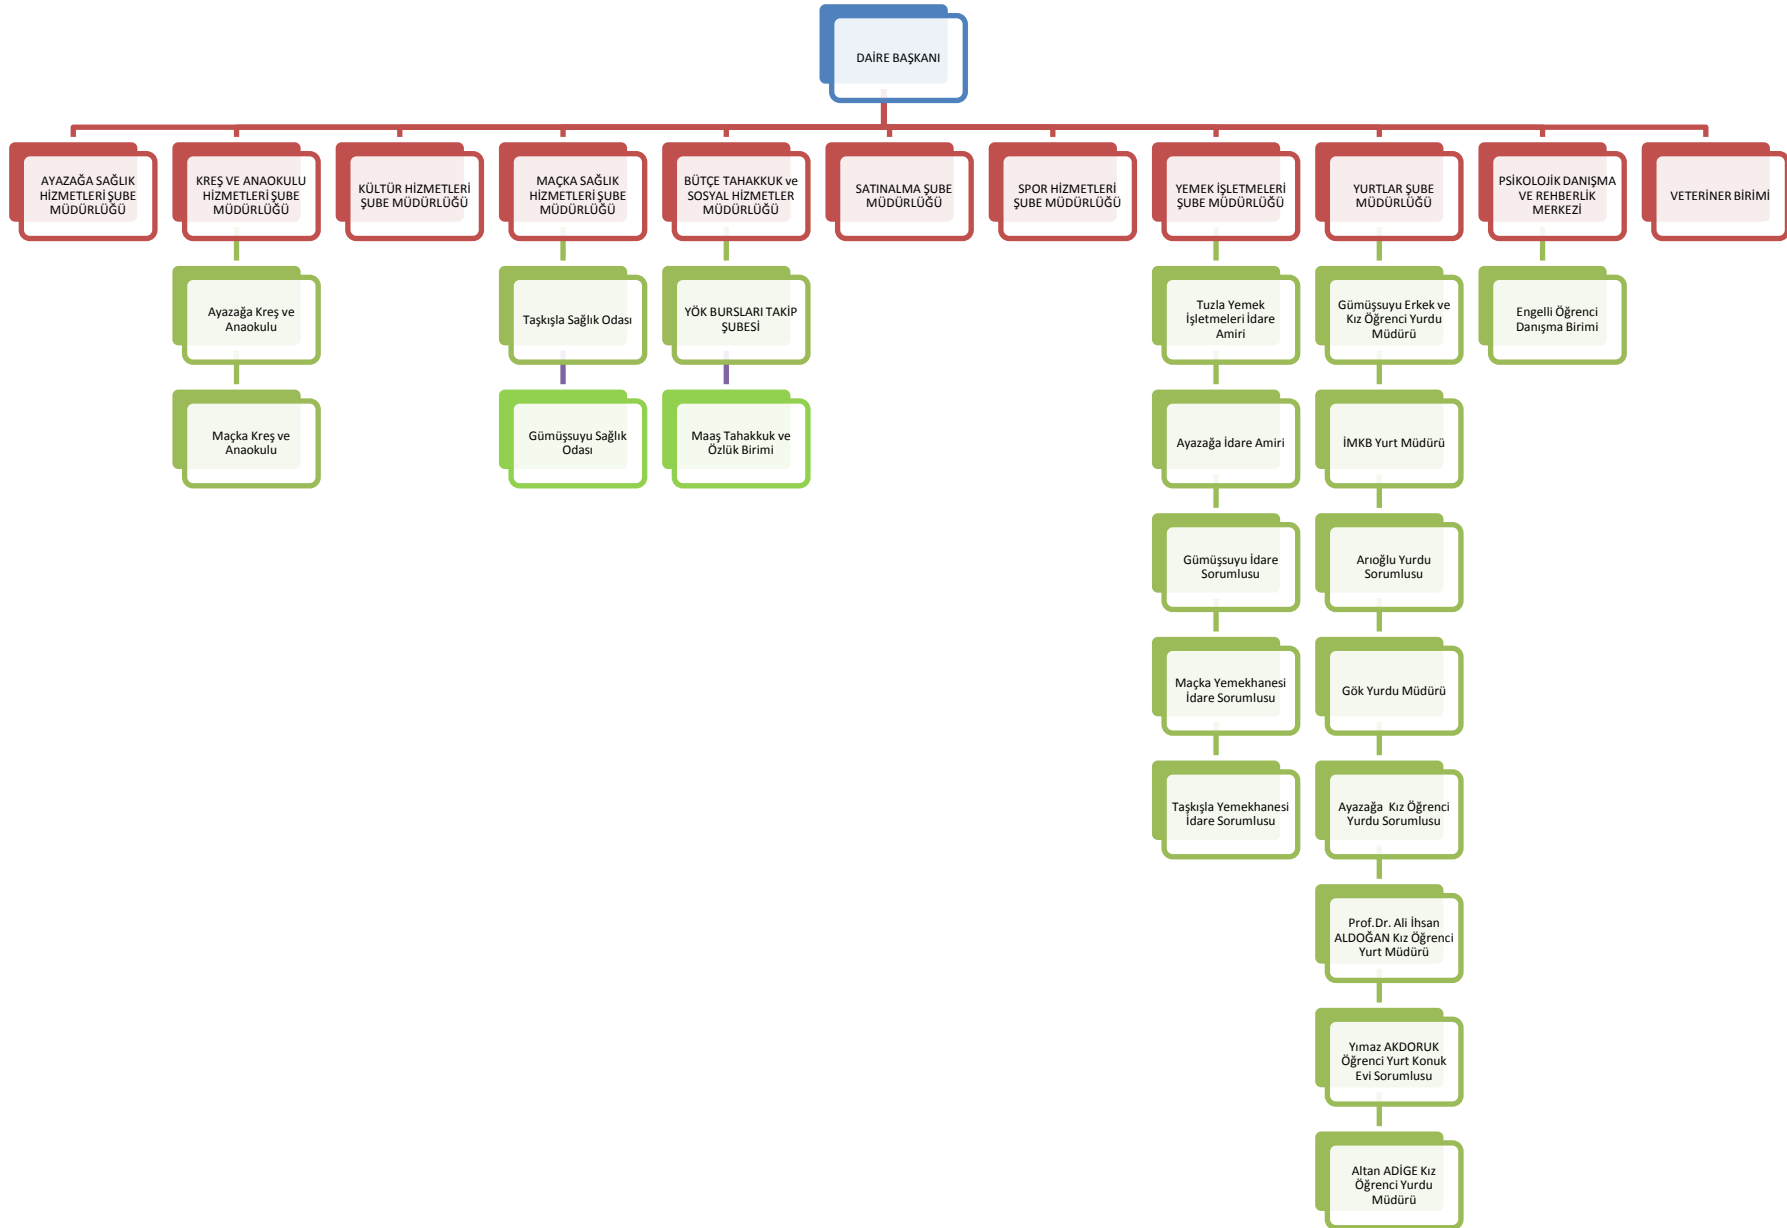 DAİRE BAŞKANI
AYAZAĞA SAĞLIK
HİZMETLERİ ŞUBE
MÜDÜRLÜĞÜ
KREŞ VE ANAOKULU
HİZMETLERİ ŞUBE
MÜDÜRLÜĞÜ
KÜLTÜR HİZMETLERİ
ŞUBE MÜDÜRLÜĞÜ
MAÇKA SAĞLIK
HİZMETLERİ ŞUBE
MÜDÜRLÜĞÜ
BÜTÇE TAHAKKUK ve
SOSYAL HİZMETLER
MÜDÜRLÜĞÜ
SATINALMA ŞUBE
MÜDÜRLÜĞÜ
SPOR HİZMETLERİ
ŞUBE MÜDÜRLÜĞÜ
YEMEK İŞLETMELERİ
ŞUBE MÜDÜRLÜĞÜ
YURTLAR ŞUBE
MÜDÜRLÜĞÜ
PSİKOLOJİK DANIŞMA
VE REHBERLİK
MERKEZİ
VETERİNER BİRİMİ
Ayazağa Kreş ve
Anaokulu
Taşkışla Sağlık Odası
YÖK BURSLARI TAKİP
ŞUBESİ
Tuzla Yemek
İşletmeleri İdare
Amiri
Gümüşsuyu Erkek ve
Kız Öğrenci Yurdu
Müdürü
Engelli Öğrenci
Danışma Birimi
Maçka Kreş ve
Anaokulu
Gümüşsuyu Sağlık
Odası
Maaş Tahakkuk ve
Özlük Birimi
Ayazağa İdare Amiri
İMKB Yurt Müdürü
Gümüşsuyu İdare
Sorumlusu
Arıoğlu Yurdu
Sorumlusu
Maçka Yemekhanesi
İdare Sorumlusu
Gök Yurdu Müdürü
Taşkışla Yemekhanesi
İdare Sorumlusu
Ayazağa  Kız Öğrenci
Yurdu Sorumlusu
Prof.Dr. Ali İhsan
ALDOĞAN Kız Öğrenci
Yurt Müdürü
Yımaz AKDORUK
Öğrenci Yurt Konuk
Evi Sorumlusu
Altan ADİGE Kız
Öğrenci Yurdu
Müdürü